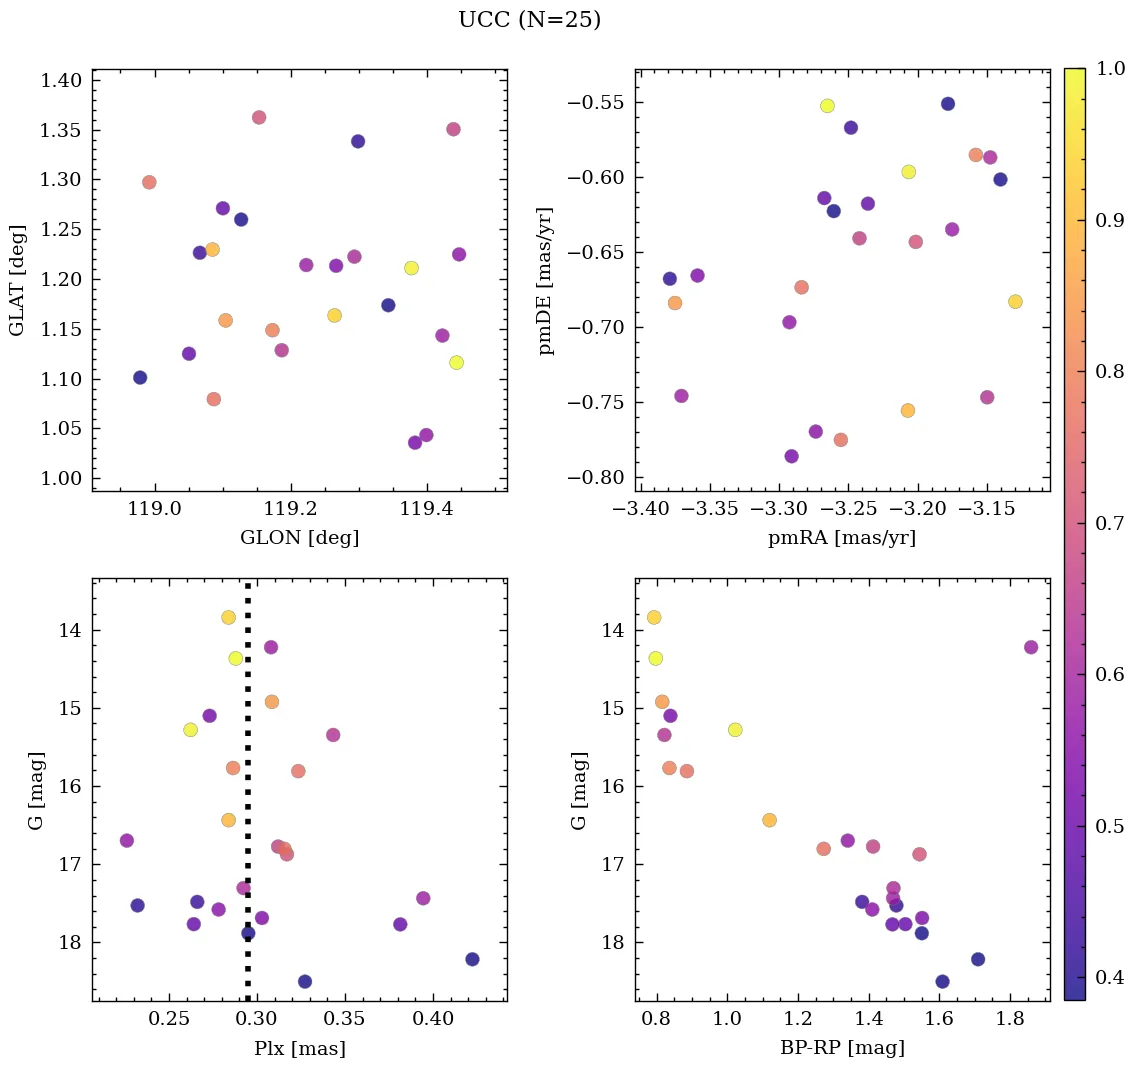 UCC (N=25)
1.40
1.35
1.30
1.25
1.20
1.15
1.10
1.05
1.00
GLAT [deg]
119.0 119.2 119.4
GLON [deg]
−0.55
−0.60
−0.65
−0.70
−0.75
−0.80
pmDE [mas/yr]
−3.40 −3.35 −3.30 −3.25 −3.20 −3.15
pmRA [mas/yr]
14
15
16
17
18
G [mag]
0.25 0.30 0.35 0.40
Plx [mas]
14
15
16
17
18
G [mag]
0.8 1.0 1.2 1.4 1.6 1.8
BP-RP [mag]
1.0
0.9
0.8
0.7
0.6
0.5
0.4